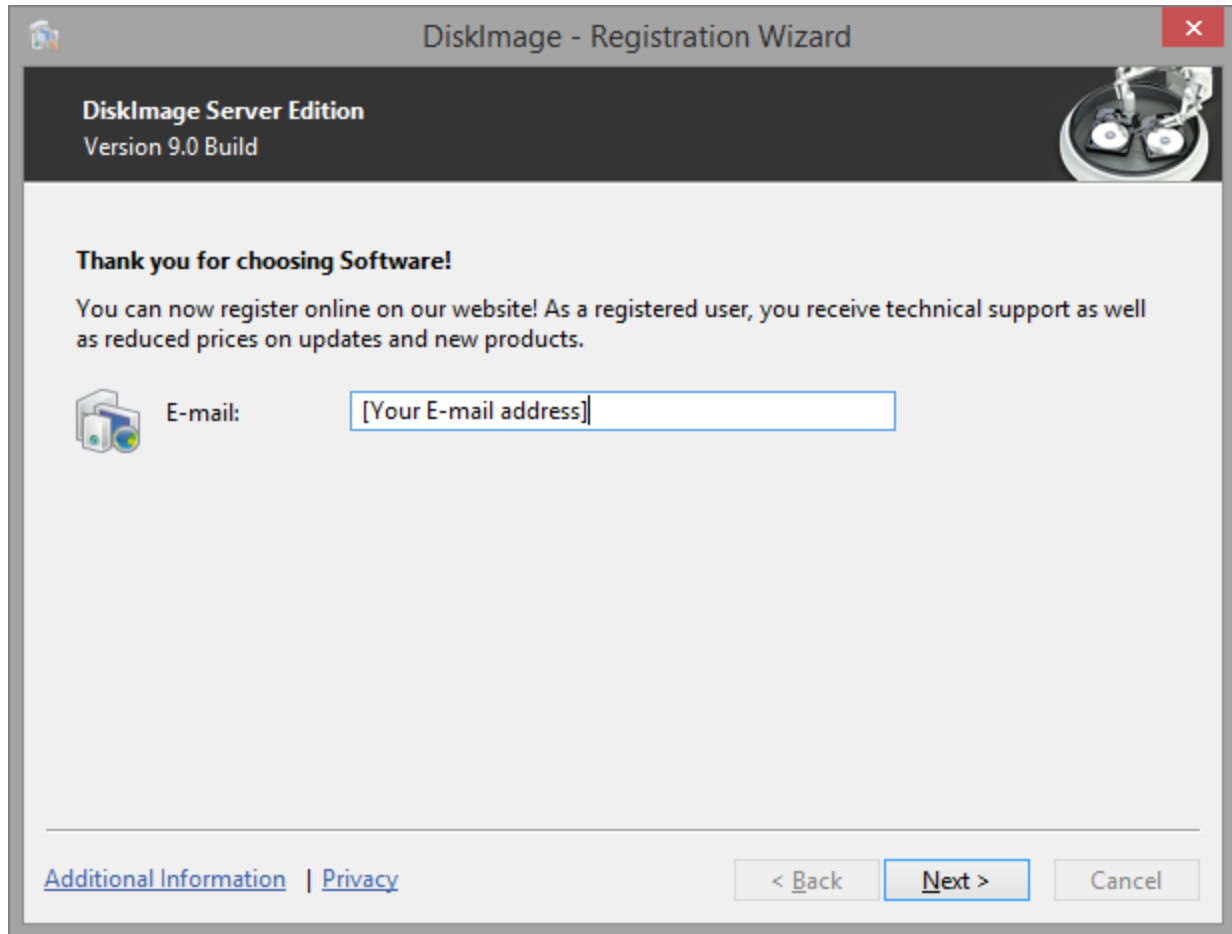 DiskImage - Registration Wizard
DiskImage Server Edition
Version 9.0 Build
Thank you for choosing Software!
You can now register online on our website! As a registered user, you receive technical support as well
as reduced prices on updates and new products.
E-mail: [Your E-mail address]
Additional Information | Privacy < Back Next > Cancel